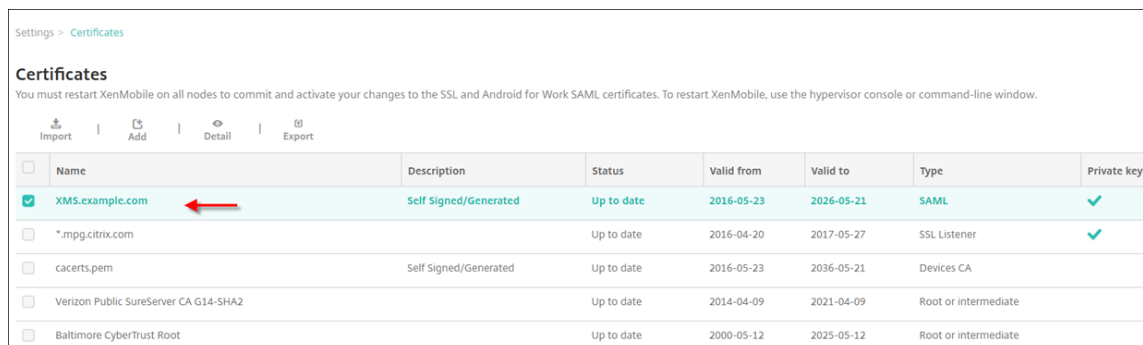 Settings > Certificates
Certificates
You must restart XenMobile on all nodes to commit and activate your changes to the SSL and Android for Work SAML certificates. To restart XenMobile, use the hypervisor console or command-line window.
Import | Add | Detail | Export
Name Description Status Valid from Valid to Type Private key
XMS.example.com Self Signed/Generated Up to date 2016-05-23 2026-05-21 SAML
*.mpg.citrix.com Up to date 2016-04-20 2017-05-27 SSL Listener
cacerts.pem Self Signed/Generated Up to date 2016-05-23 2036-05-21 Devices CA
Verizon Public SureServer CA G14-SHA2 Up to date 2014-04-09 2021-04-09 Root or intermediate
Baltimore CyberTrust Root Up to date 2000-05-12 2025-05-12 Root or intermediate